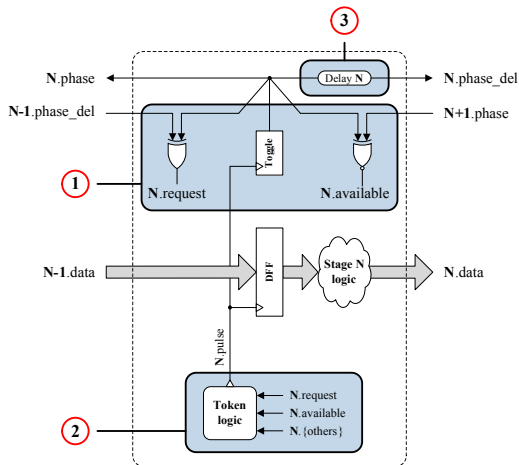 3
N.phase
Delay N
N.phase_del
N-1.phase_del
N+1.phase
Toggle
1
N.request
N.available
N-1.data
DFF
Stage N
logic
N.data
N.pulse
2
Token
logic
N.request
N.available
N.{others}